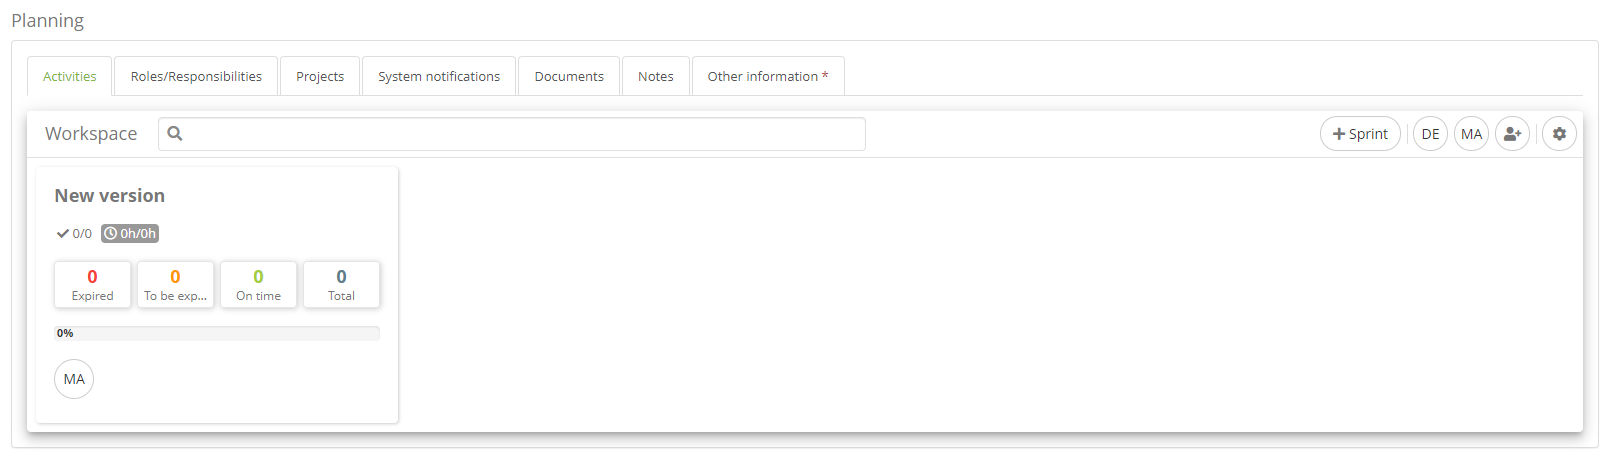 Planning
Activities Roles/Responsibilities Projects System notifications Documents Notes Other information *
Workspace Sprint DE MA
New version
0/0 0h/0h
0 0 0 0
Expired To be exp... On time Total
0%
MA